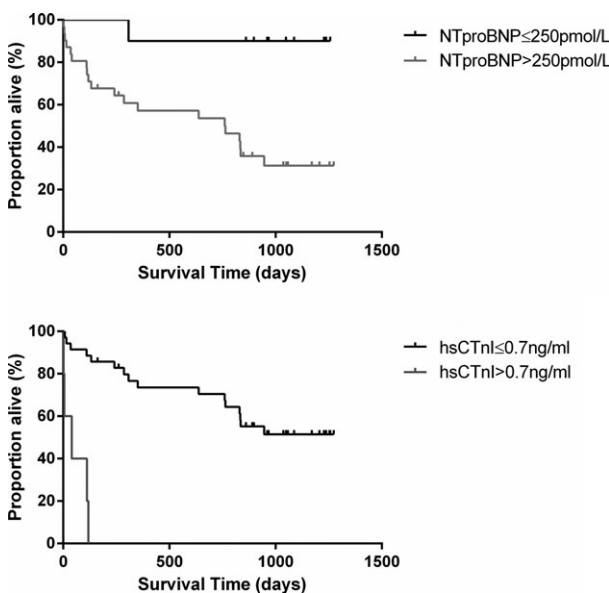 Proportion alive (%)
100
80
60
40
20
0
0 500 1000 1500
Survival Time (days)
NTproBNP≤250pmol/L
NTproBNP>250pmol/L
Proportion alive (%)
100
80
60
40
20
0
0 500 1000 1500
Survival Time (days)
hsCTnI≤0.7ng/ml
hsCTnI>0.7ng/ml